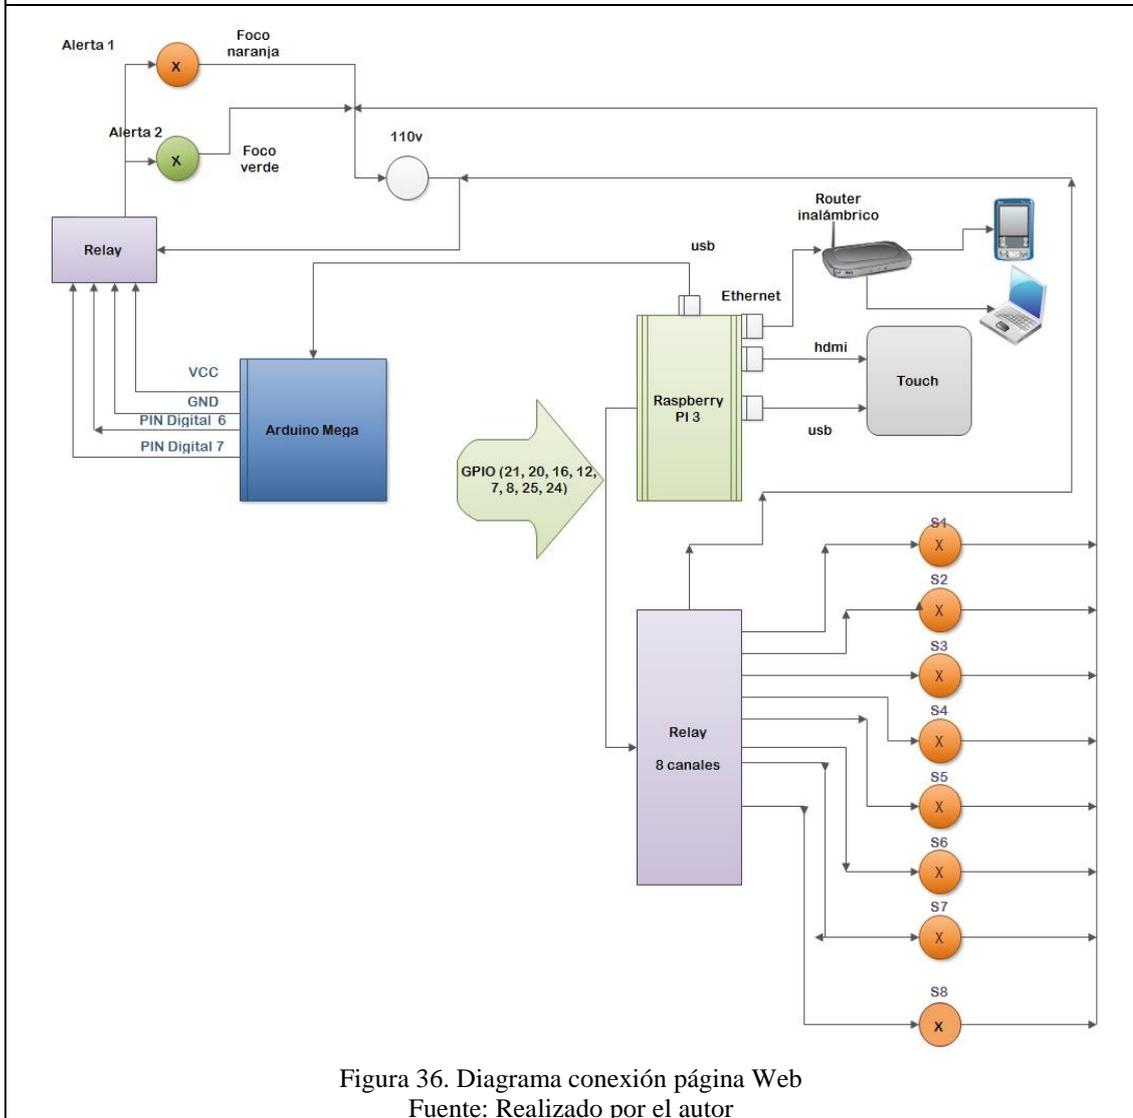 Alerta 1
X
Foco
naranja
Alerta 2
X
Foco
verde
110v
Relay
Router
inalámbrico
usb
Ethernet
hdmi
Touch
Raspberry
PI 3
usb
VCC
GND
PIN Digital 6
PIN Digital 7
Arduino Mega
GPIO (21, 20, 16, 12,
7, 8, 25, 24)
Relay
8 canales
S1
X
S2
X
S3
X
S4
X
S5
X
S6
X
S7
X
S8
X
Figura 36. Diagrama conexión página Web
Fuente: Realizado por el autor